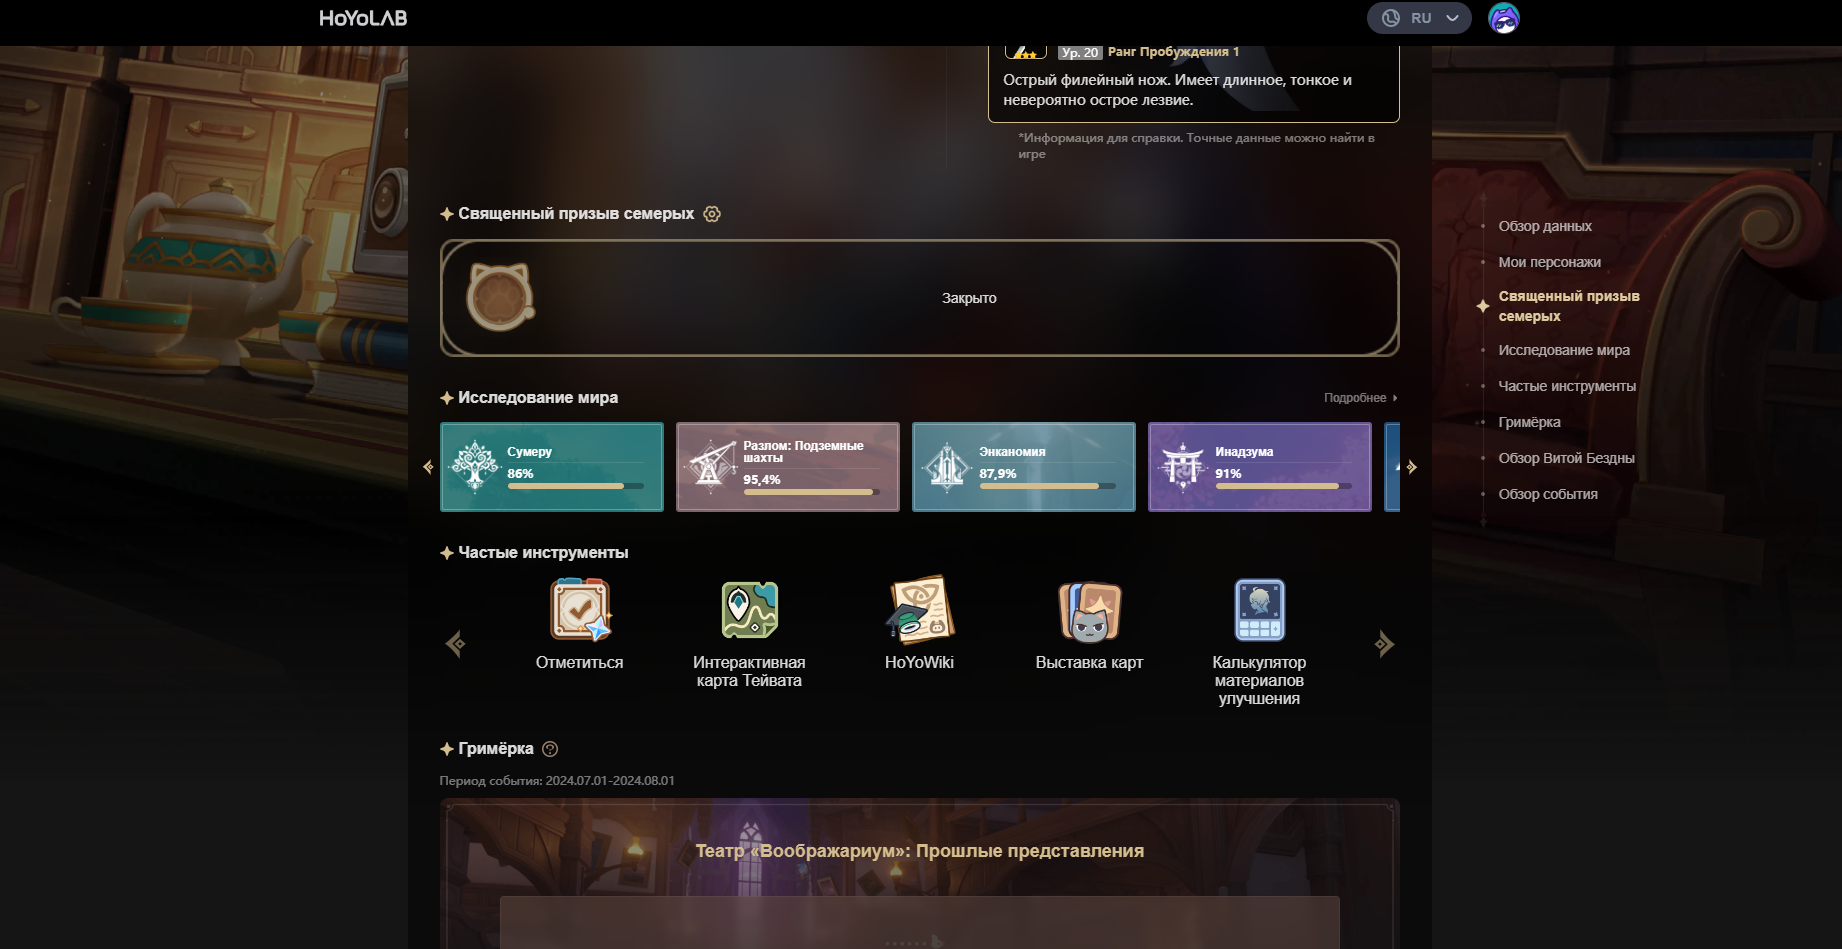 HoYoLAB
RU
Ур. 20 Ранг Пробуждения 1
Острый филейный нож. Имеет длинное, тонкое и
невероятно острое лезвие.
*Информация для справки. Точные данные можно найти в
игре
Священный призыв семерых
Закрыто
Исследование мира
Подробнее
Сумеру
86%
Разлом: Подземные
шахты
95,4%
Энканомия
87,9%
Инадзума
91%
Частые инструменты
Отметиться
Интерактивная
карта Тейвата
HoYoWiki
Выставка карт
Калькулятор
материалов
улучшения
Гримёрка
Период события: 2024.07.01-2024.08.01
Театр «Воображариум»: Прошлые представления
Обзор данных
Мои персонажи
Священный призыв
семерых
Исследование мира
Частые инструменты
Гримёрка
Обзор Витой Бездны
Обзор события